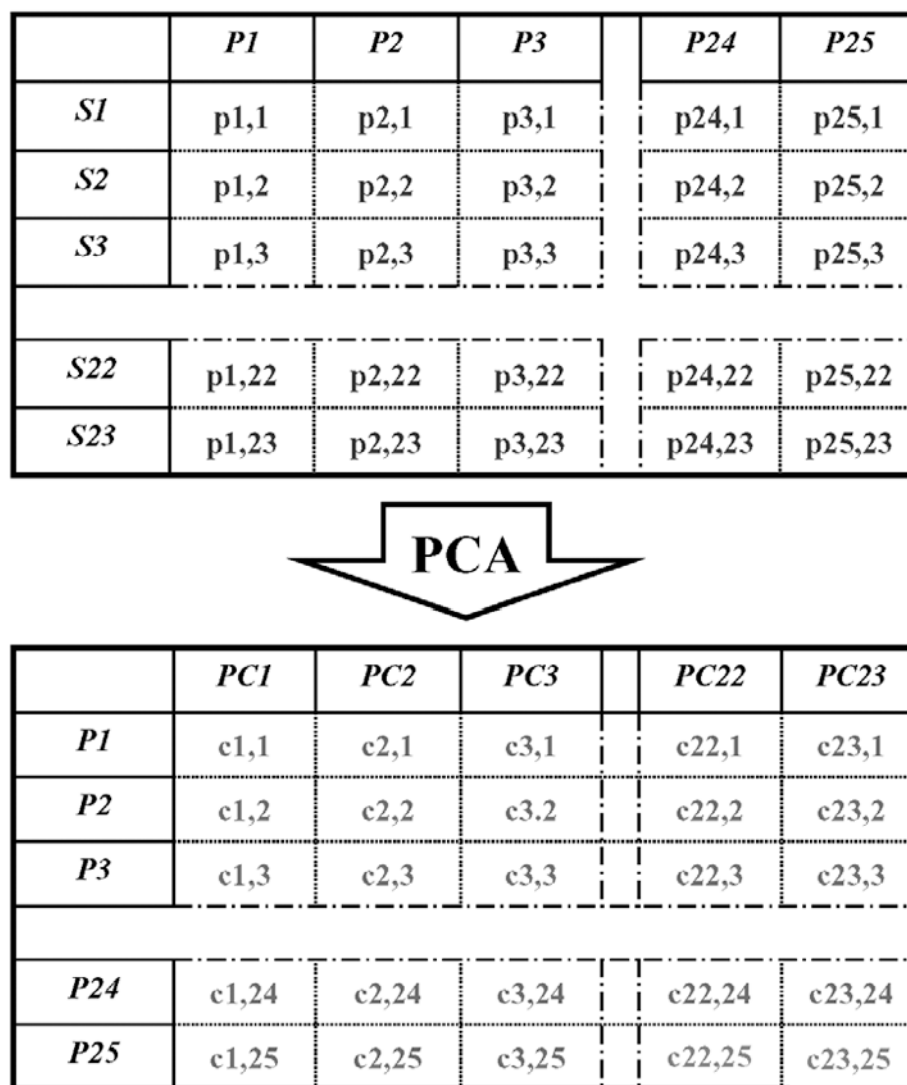 P1 P2 P3 P24 P25
S1 p1,1 p2,1 p3,1 p24,1 p25,1
S2 p1,2 p2,2 p3,2 p24,2 p25,2
S3 p1,3 p2,3 p3,3 p24,3 p25,3
S22 p1,22 p2,22 p3,22 p24,22 p25,22
S23 p1,23 p2,23 p3,23 p24,23 p25,23
PCA
PC1 PC2 PC3 PC22 PC23
P1 c1,1 c2,1 c3,1 c22,1 c23,1
P2 c1,2 c2,2 c3.2 c22,2 c23,2
P3 c1,3 c2,3 c3,3 c22,3 c23,3
P24 c1,24 c2,24 c3,24 c22,24 c23,24
P25 c1,25 c2,25 c3,25 c22,25 c23,25